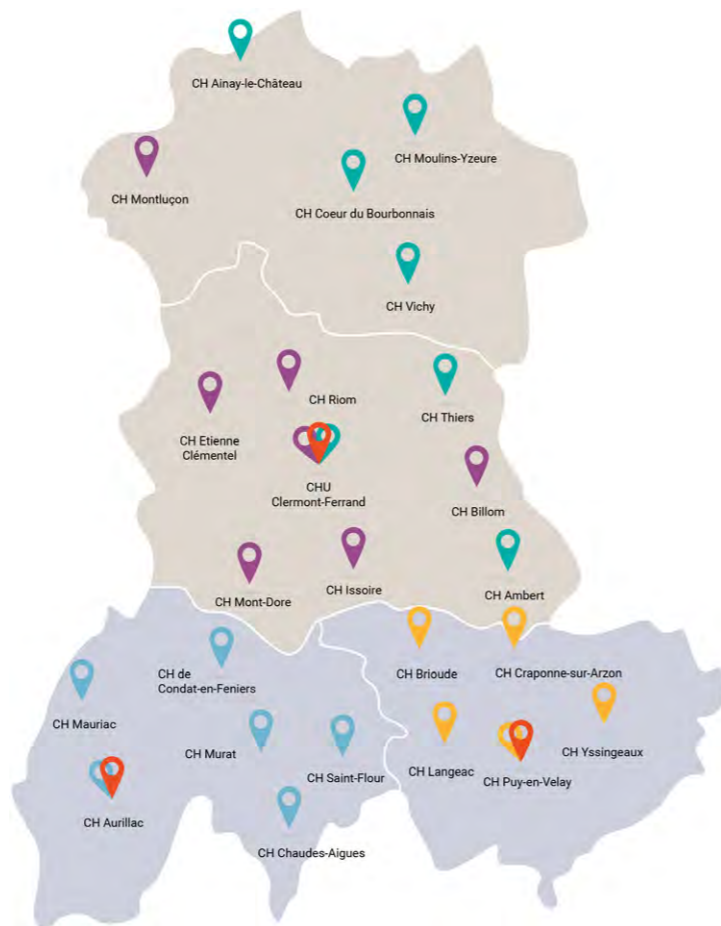 CH Ainay-le-Château
CH Moulins-Yzeure
CH Montluçon
CH Coeur du Bourbonnais
CH Vichy
CH Riom
CH Thiers
CH Etienne
Clémentel
CHU
Clermont-Ferrand
CH Billom
CH Mont-Dore
CH Issoire
CH Ambert
CH de
Condat-en-Feniers
CH Brioude
CH Craponne-sur-Arzon
CH Mauriac
CH Murat
CH Saint-Flour
CH Langeac
CH Puy-en-Velay
CH Yssingeaux
CH Aurillac
CH Chaudes-Aigues